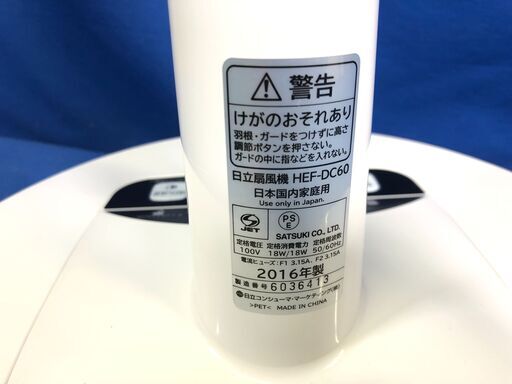 警告
けがのおそれあり
羽根・ガードをつけずに高さ
調節ボタンを押さない。
ガードの中に指などを入れない。
日立扇風機 HEF-DC60
日本国内家庭用
Use only in Japan.
JET
PS
E
SATSUKI CO., LTD.
定格電圧 定格消費電力 定格周波数
100V 18W/18W 50/60Hz
電流ヒューズ：F1 3.15A、F2 3.15A
2016年製
製造番号 6036413
日立コンシューマ・マーケティング(株)
>PET< MADE IN CHINA